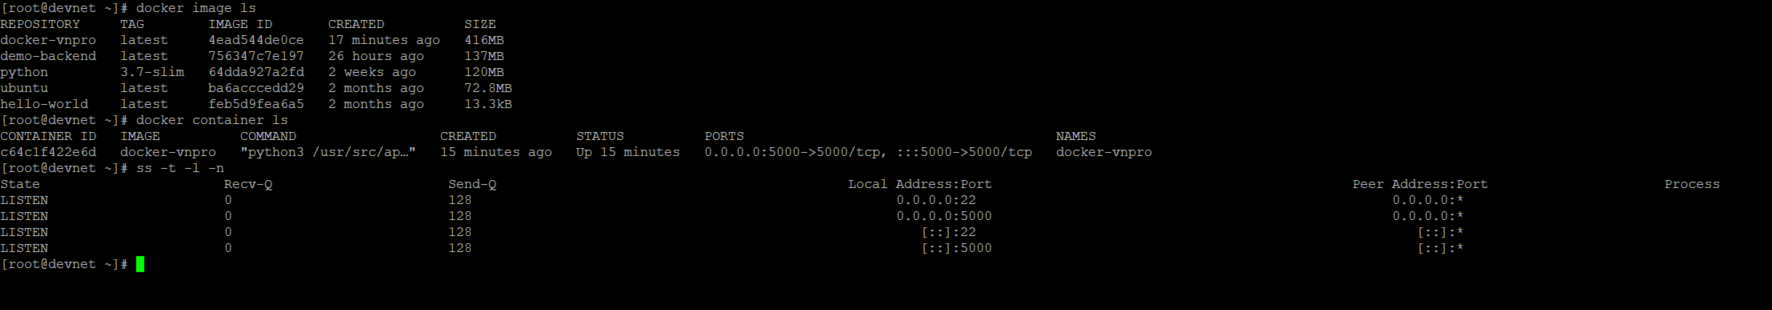 [root@devnet ~]# docker image ls
REPOSITORY TAG IMAGE ID CREATED SIZE
docker-vnpro latest 4ead544de0ce 17 minutes ago 416MB
demo-backend latest 756347c7e197 26 hours ago 137MB
python 3.7-slim 64dda927a2fd 2 weeks ago 120MB
ubuntu latest ba6acccedd29 2 months ago 72.8MB
hello-world latest feb5d9fea6a5 2 months ago 13.3kB
[root@devnet ~]# docker container ls
CONTAINER ID IMAGE COMMAND CREATED STATUS PORTS NAMES
c64c1f422e6d docker-vnpro "python3 /usr/src/ap…" 15 minutes ago Up 15 minutes 0.0.0.0:5000->5000/tcp, :::5000->5000/tcp docker-vnpro
[root@devnet ~]# ss -t -l -n
State Recv-Q Send-Q Local Address:Port Peer Address:Port Process
LISTEN 0 128 0.0.0.0:22 0.0.0.0:*
LISTEN 0 128 0.0.0.0:5000 0.0.0.0:*
LISTEN 0 128 [::]:22 [::]:*
LISTEN 0 128 [::]:5000 [::]:*
[root@devnet ~]#